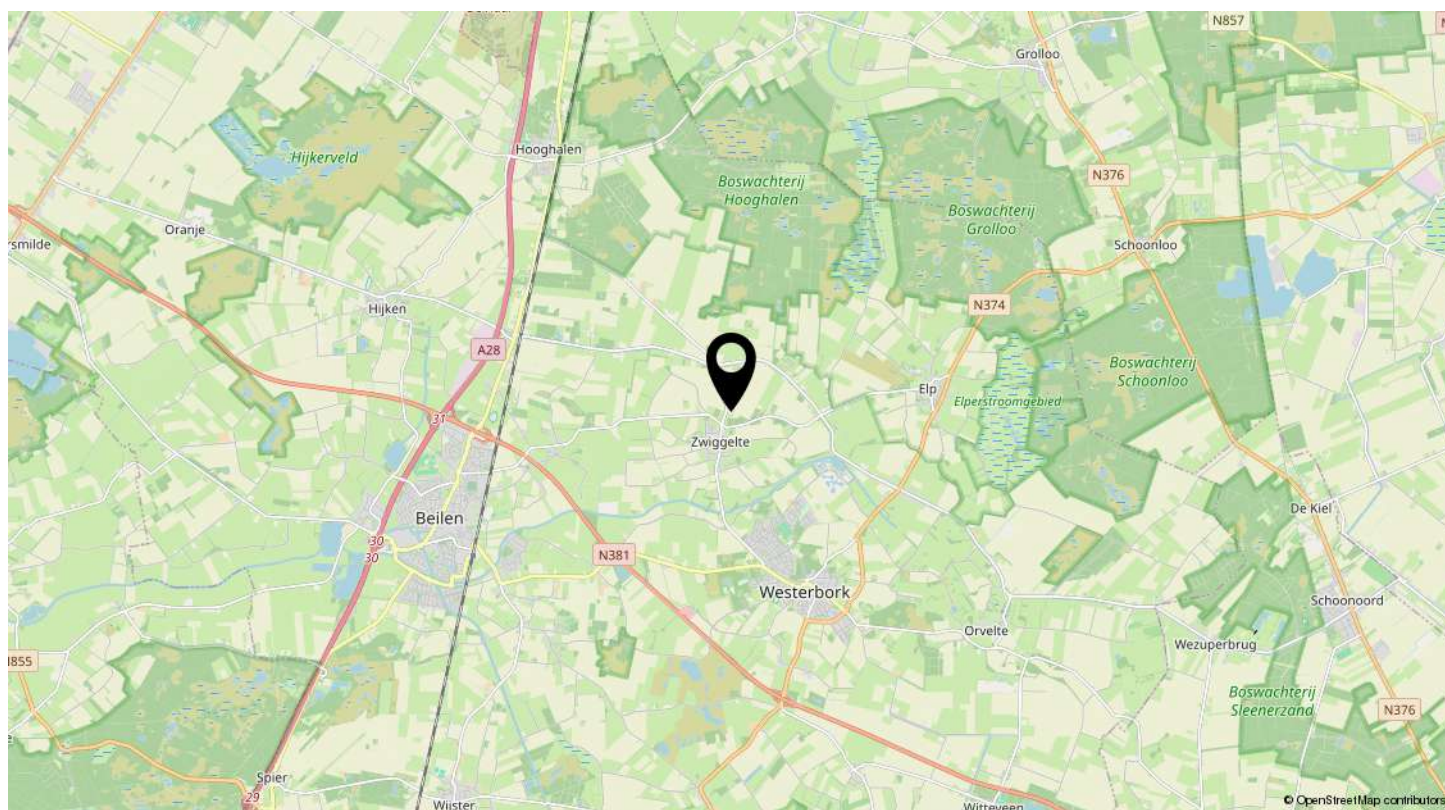 N857
Grolloo
Hooghalen
Hijkerveld
Boswachterij
Hooghalen
N376
Boswachterij
Grolloo
Oranje
ersmilde
Schoonloo
Hijken
N374
A28
Boswachterij
Schoonloo
Elp
Elperstroomgebied
31
Zwiggelte
De Kiel
Beilen
30
30
N381
Westerbork
Schoonoord
Orvelte
Wezuperbrug
N855
Boswachterij
Sleenerzand
N376
Spier
29
Wijster
Witteveen
© OpenStreetMap contributors